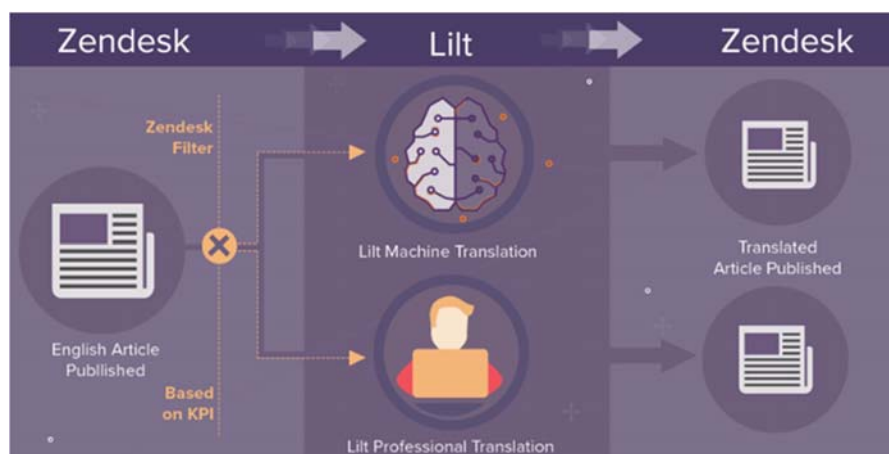 Zendesk
Lilt
Zendesk
Zendesk
Filter
Lilt Machine Translation
Translated
Article Published
English Article
Publlished
Based
on KPI
Lilt Professional Translation